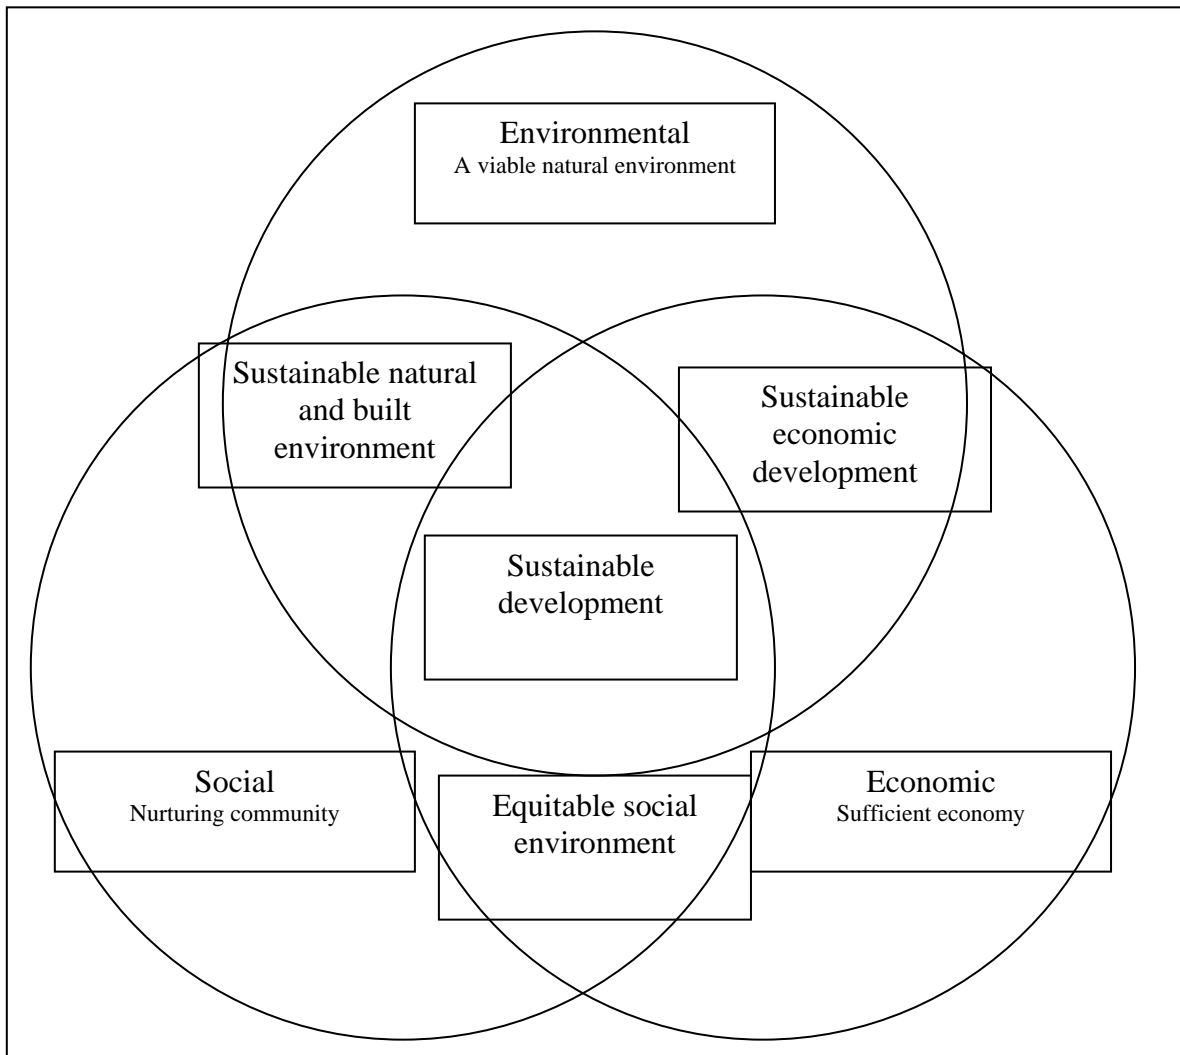 Environmental
A viable natural environment
Sustainable natural
and built
environment
Sustainable
economic
development
Sustainable
development
Social
Nurturing community
Equitable social
environment
Economic
Sufficient economy